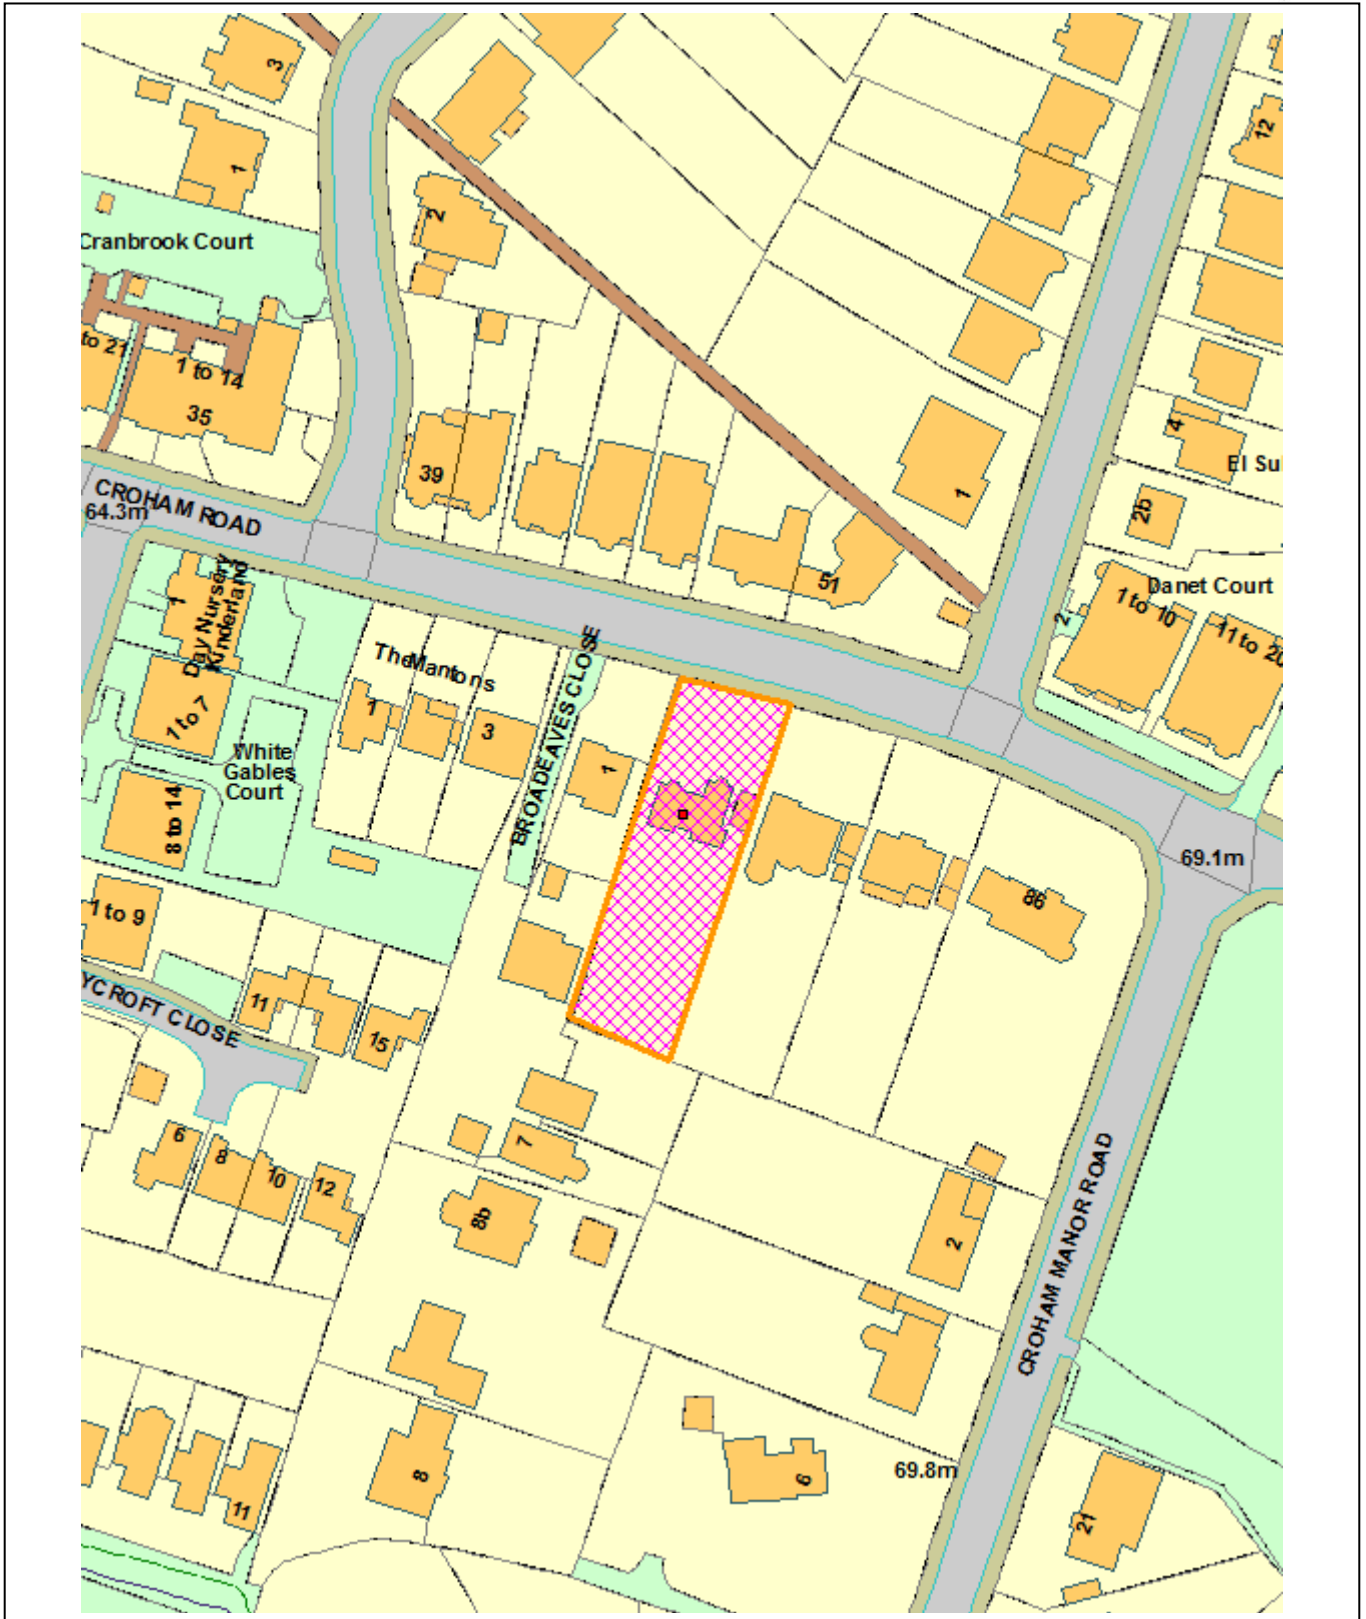 3
12
1
2
Cranbrook Court
to 21
1 to 14
35
39
1
4
El Su
2b
CROHAM ROAD
64.3m
51
Danet Court
2
1 to 10
11 to 20
1
Day Nursery
Kinderland
The Mantons
1
3
1 to 7
White
Gables
Court
BROADEAVES CLOSE
1
8 to 14
69.1m
86
1 to 9
YCROFT CLOSE
11
15
6
8
10
12
7
8b
2
CROHAM MANOR ROAD
8
6
69.8m
11
21